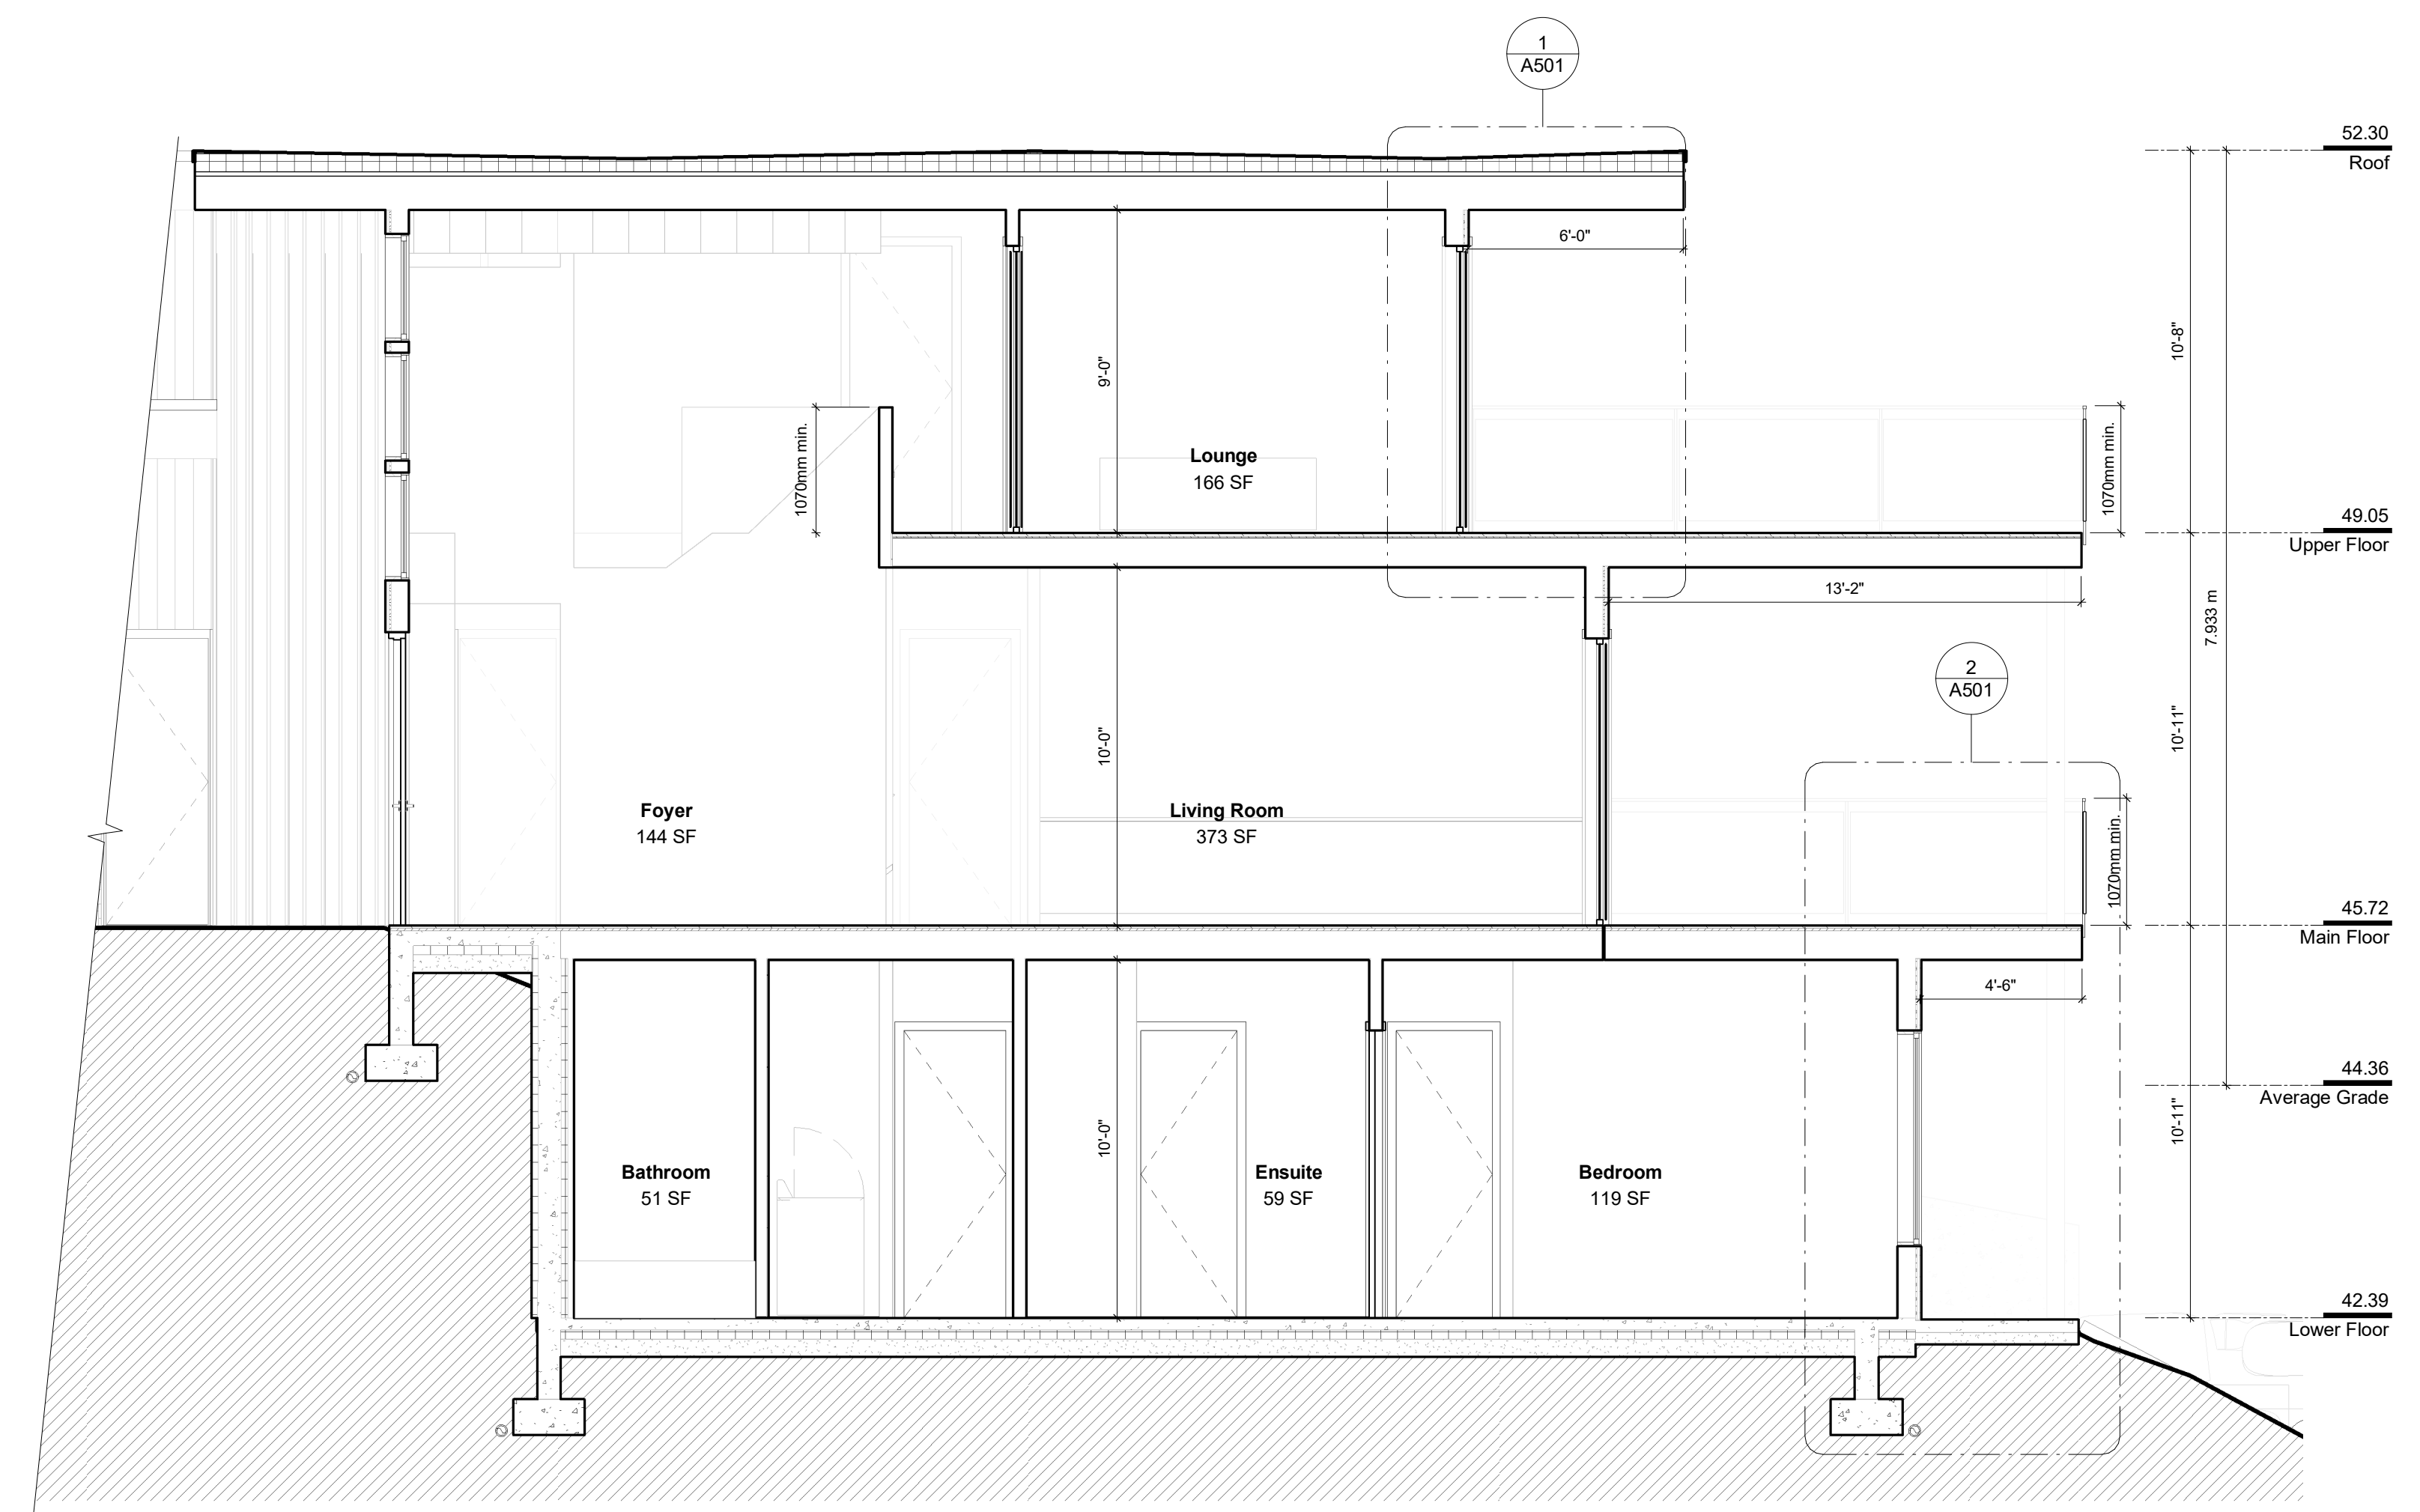 1
A501
52.30
Roof
6'-0"
10'-8"
9'-0"
1070mm min.
Lounge
166 SF
1070mm min.
49.05
Upper Floor
13'-2"
7.933 m
2
A501
10'-11"
10'-0"
Foyer
144 SF
Living Room
373 SF
1070mm min.
45.72
Main Floor
4'-6"
44.36
Average Grade
10'-11"
10'-0"
Bathroom
51 SF
Ensuite
59 SF
Bedroom
119 SF
42.39
Lower Floor